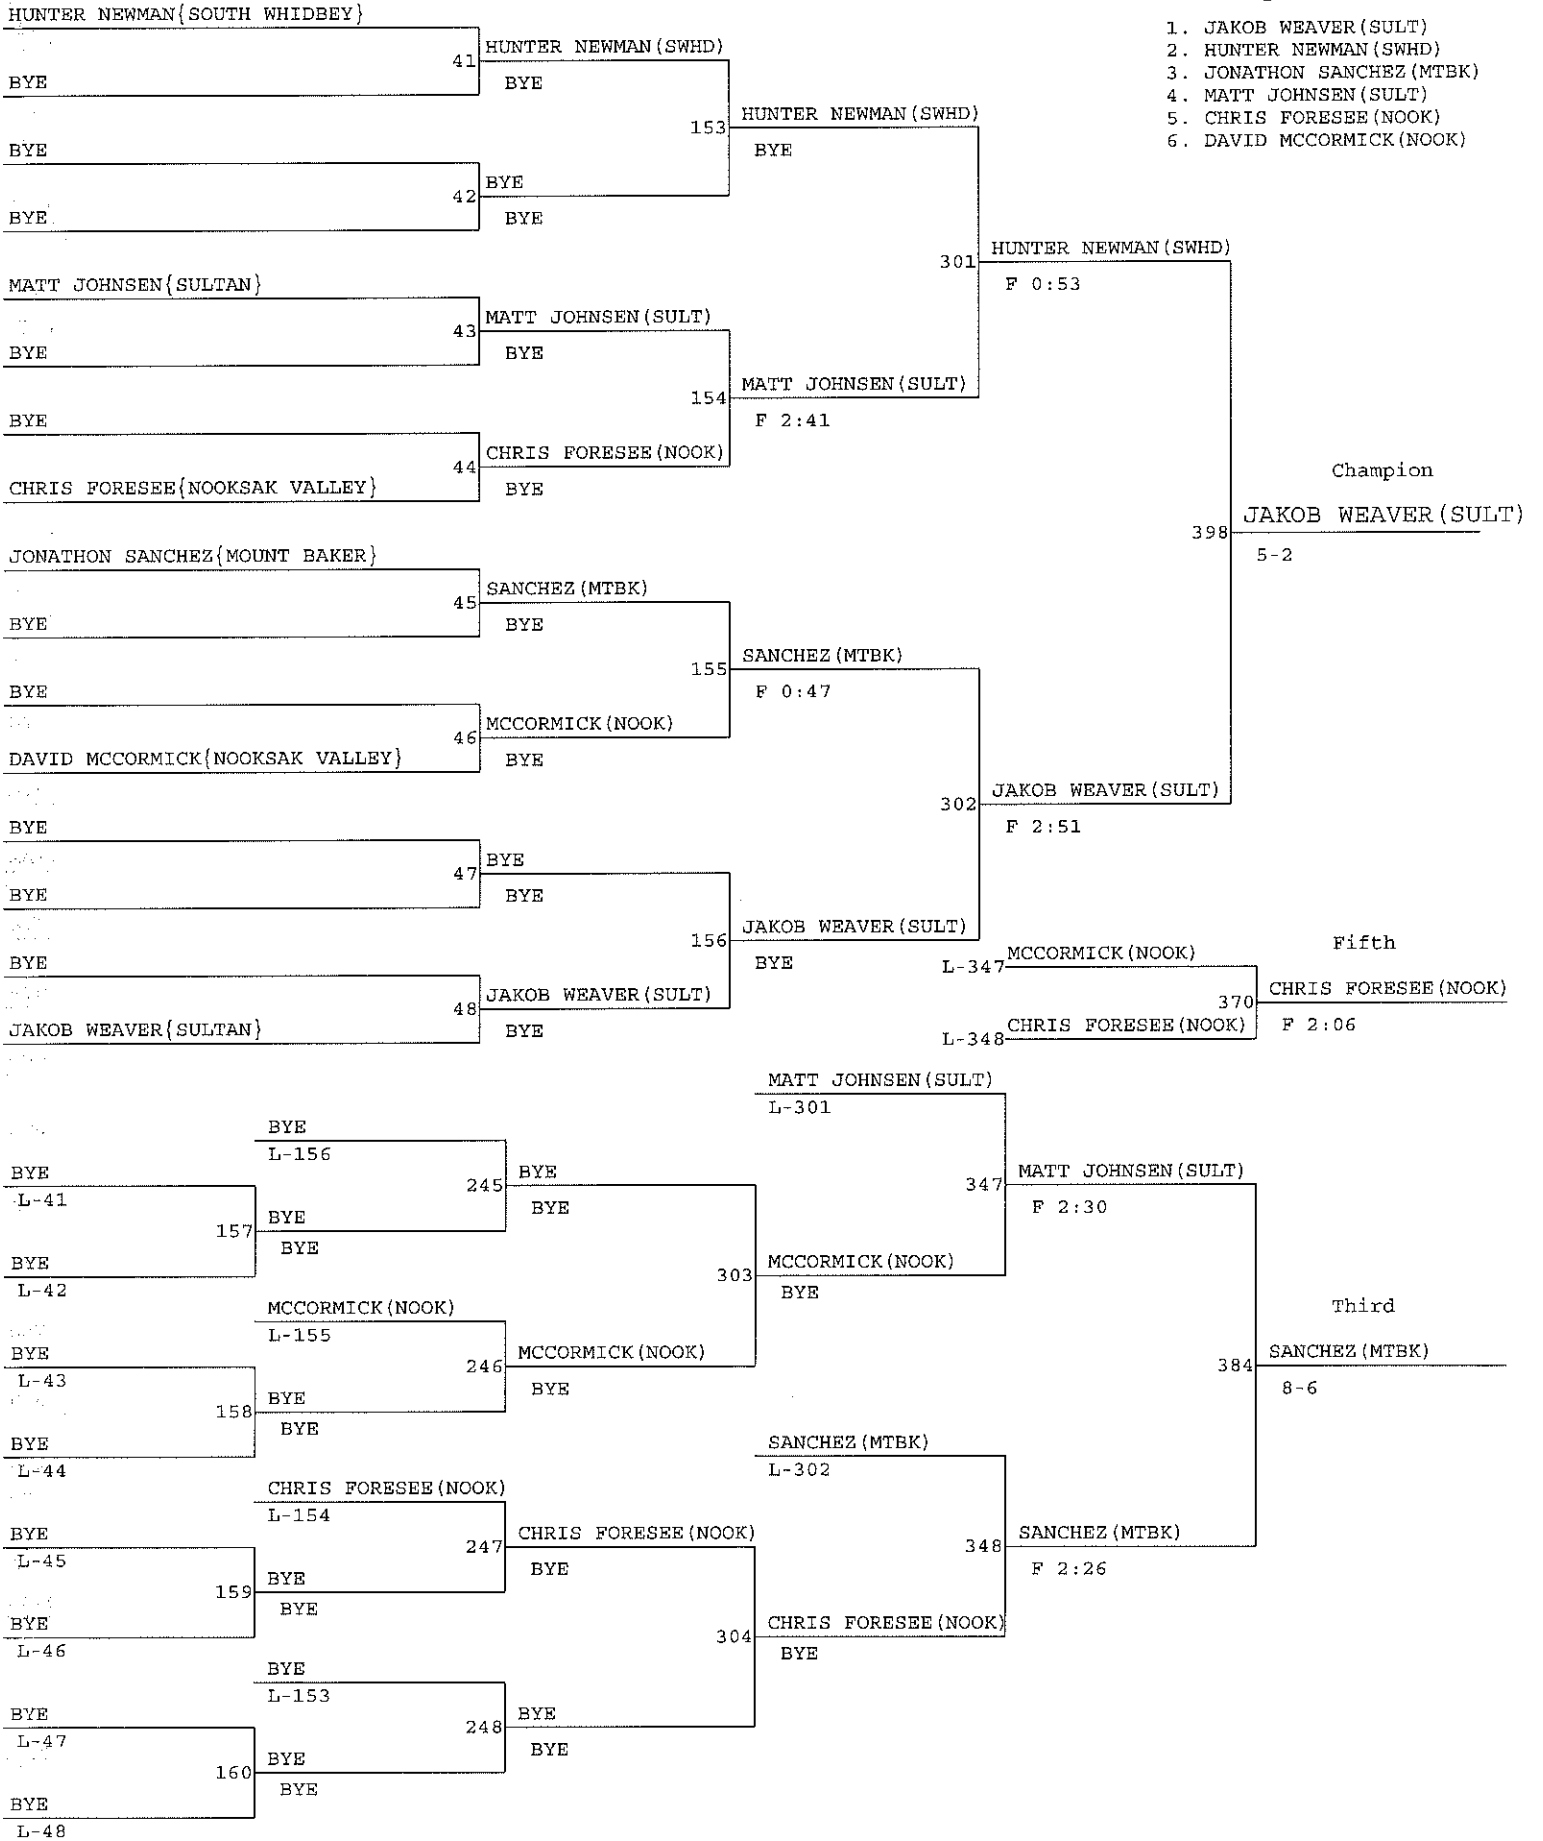 1. JAKOB WEAVER(SULT)
2. HUNTER NEWMAN(SWHD)
3. JONATHON SANCHEZ(MTBK)
4. MATT JOHNSEN(SULT)
5. CHRIS FORESEE(NOOK)
6. DAVID MCCORMICK(NOOK)
HUNTER NEWMAN{SOUTH WHIDBEY}
41
HUNTER NEWMAN(SWHD)
BYE
BYE
153
HUNTER NEWMAN(SWHD)
BYE
BYE
42
BYE
BYE
BYE
301
HUNTER NEWMAN(SWHD)
F 0:53
MATT JOHNSEN{SULTAN}
43
MATT JOHNSEN(SULT)
BYE
BYE
154
MATT JOHNSEN(SULT)
F 2:41
BYE
44
CHRIS FORESEE(NOOK)
BYE
CHRIS FORESEE{NOOKSAK VALLEY}
Champion
398
JAKOB WEAVER(SULT)
5-2
JONATHON SANCHEZ{MOUNT BAKER}
45
SANCHEZ(MTBK)
BYE
BYE
155
SANCHEZ(MTBK)
F 0:47
BYE
46
MCCORMICK(NOOK)
BYE
DAVID MCCORMICK{NOOKSAK VALLEY}
302
JAKOB WEAVER(SULT)
F 2:51
BYE
47
BYE
BYE
BYE
156
JAKOB WEAVER(SULT)
BYE
BYE
48
JAKOB WEAVER(SULT)
BYE
JAKOB WEAVER{SULTAN}
Fifth
L-347
MCCORMICK(NOOK)
370
CHRIS FORESEE(NOOK)
F 2:06
L-348
CHRIS FORESEE(NOOK)
MATT JOHNSEN(SULT)
L-301
BYE
L-156
BYE
L-41
245
BYE
BYE
347
MATT JOHNSEN(SULT)
F 2:30
157
BYE
BYE
BYE
L-42
303
MCCORMICK(NOOK)
BYE
MCCORMICK(NOOK)
L-155
Third
BYE
L-43
246
MCCORMICK(NOOK)
BYE
384
SANCHEZ(MTBK)
8-6
158
BYE
BYE
BYE
L-44
SANCHEZ(MTBK)
L-302
CHRIS FORESEE(NOOK)
L-154
BYE
L-45
247
CHRIS FORESEE(NOOK)
BYE
348
SANCHEZ(MTBK)
F 2:26
159
BYE
BYE
BYE
L-46
304
CHRIS FORESEE(NOOK)
BYE
BYE
L-153
BYE
L-47
248
BYE
BYE
160
BYE
BYE
BYE
L-48